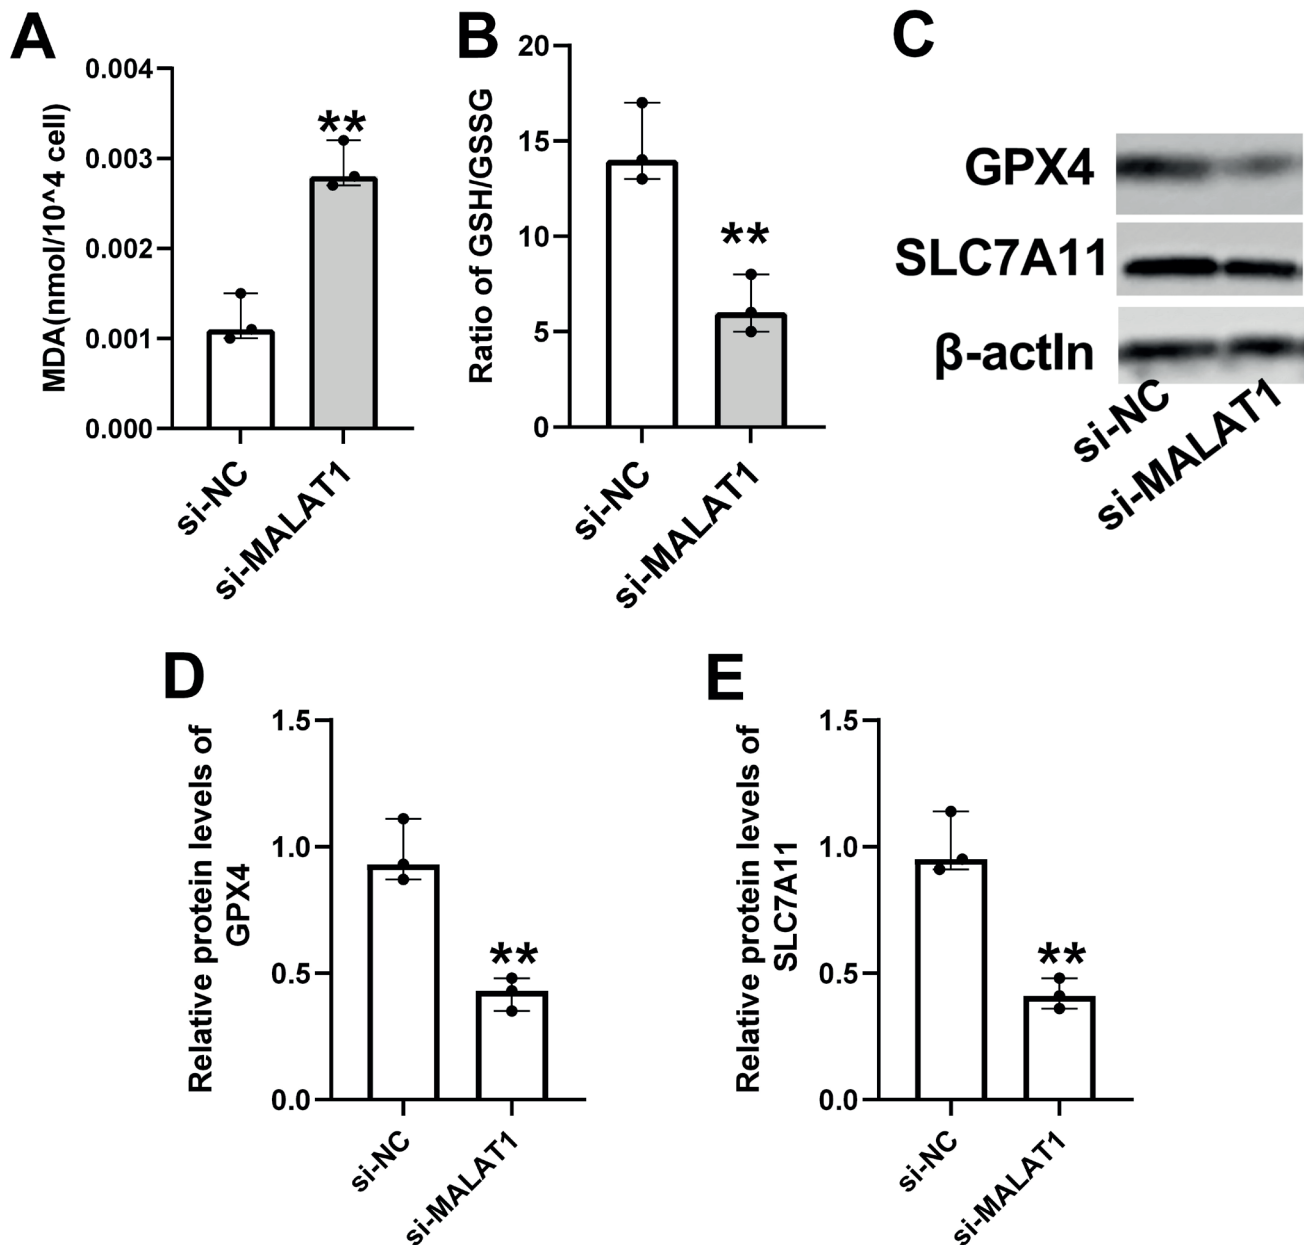 A
MDA(nmol/10^4 cell)
0.004
0.003
0.002
0.001
0.000
**
si-NC
si-MALAT1
B
Ratio of GSH/GSSG
20
15
10
5
0
**
si-NC
si-MALAT1
C
GPX4
SLC7A11
β-actIn
si-NC
si-MALAT1
D
Relative protein levels of
GPX4
1.5
1.0
0.5
0.0
**
si-NC
si-MALAT1
E
Relative protein levels of
SLC7A11
1.5
1.0
0.5
0.0
**
si-NC
si-MALAT1